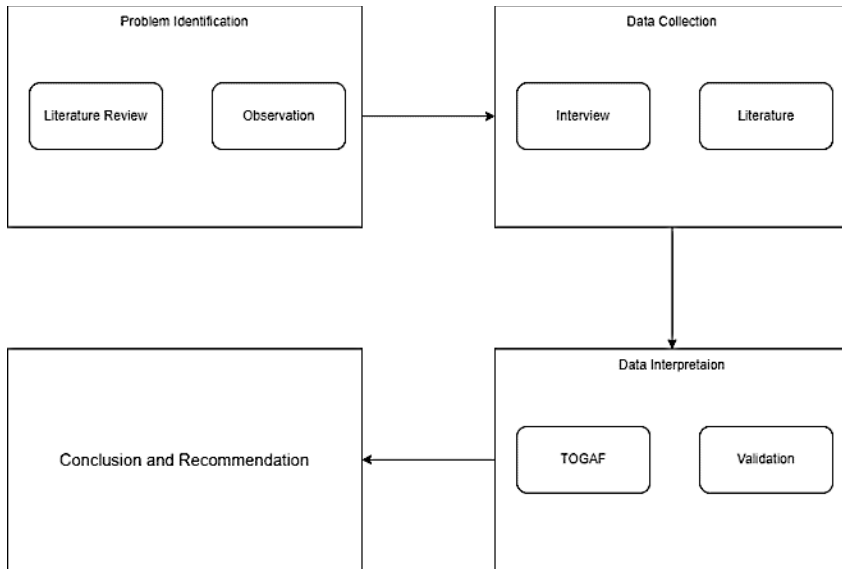 Problem Identification
Literature Review
Observation
Data Collection
Interview
Literature
Data Interpretaion
TOGAF
Validation
Conclusion and Recommendation